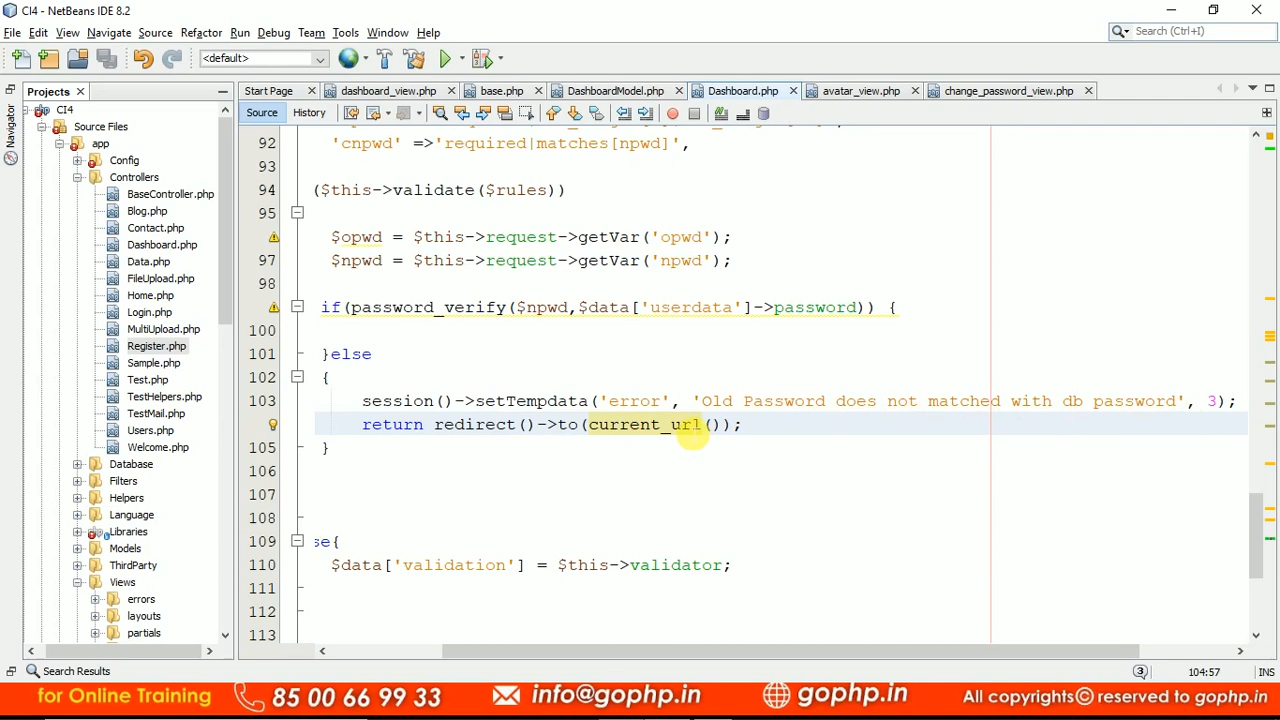 CI4 - NetBeans IDE 8.2
File Edit View Navigate Source Refactor Run Debug Team Tools Window Help
Search (Ctrl+I)
<default>
Projects
Start Page
dashboard_view.php
base.php
DashboardModel.php
Dashboard.php
avatar_view.php
change_password_view.php
Navigator
Source History
CI4
Source Files
app
Config
Controllers
BaseController.php
Blog.php
Contact.php
Dashboard.php
Data.php
FileUpload.php
Home.php
Login.php
MultiUpload.php
Register.php
Sample.php
Test.php
TestHelpers.php
TestMail.php
Users.php
Welcome.php
Database
Filters
Helpers
Language
Libraries
Models
ThirdParty
Views
errors
layouts
partials
92 'cnpwd' =>'required|matches[npwd]',
93
94 ($this->validate($rules))
95
$opwd = $this->request->getVar('opwd');
97 $npwd = $this->request->getVar('npwd');
98
if(password_verify($npwd,$data['userdata']->password)) {
100
101 }else
102 {
103 session()->setTempdata('error', 'Old Password does not matched with db password', 3);
return redirect()->to(current_url());
105 }
106
107
108
109 se{
110 $data['validation'] = $this->validator;
111
112
113
Search Results
3
104:57 INS
for Online Training 85 00 66 99 33 info@gophp.in gophp.in All copyrights© reserved to gophp.in